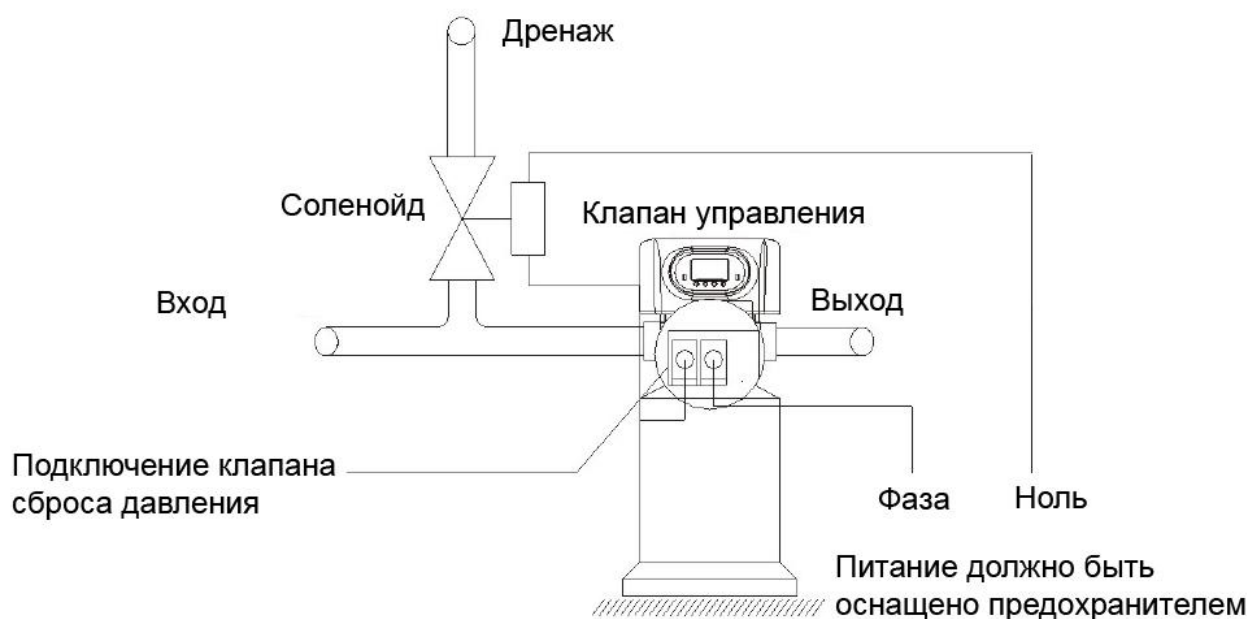 Дренаж
Соленойд
Клапан управления
Вход
Выход
Подключение клапана
сброса давления
Фаза
Ноль
Питание должно быть
оснащено предохранителем